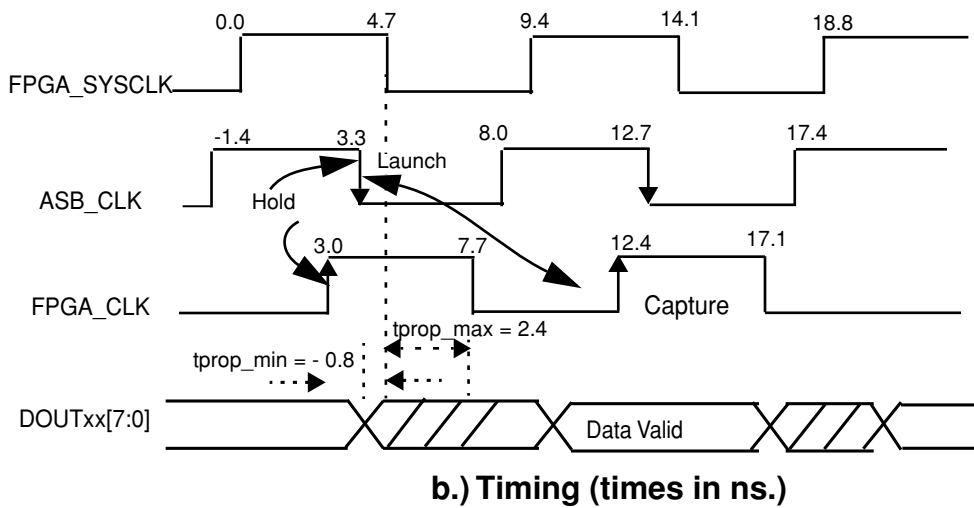 0.0 4.7 9.4 14.1 18.8
FPGA_SYSCLK
-1.4 3.3 8.0 12.7 17.4
Launch
ASB_CLK
Hold
3.0 7.7 12.4 17.1
FPGA_CLK
Capture
tprop_max = 2.4
tprop_min = - 0.8
DOUTxx[7:0]
Data Valid
b.) Timing (times in ns.)